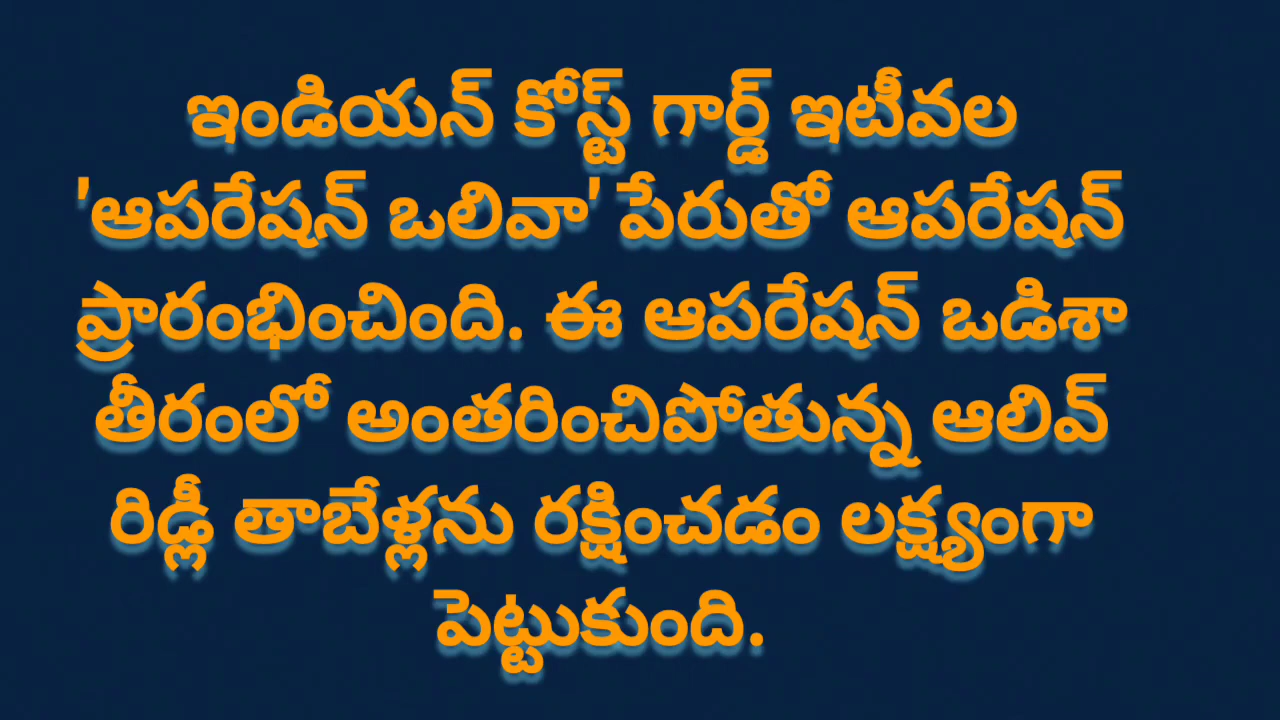 ఇండియన్ కోస్ట్ గార్డ్ ఇటీవల
'ఆపరేషన్ ఒలివా' పేరుతో ఆపరేషన్
ప్రారంభించింది. ఈ ఆపరేషన్ ఒడిశా
తీరంలో అంతరించిపోతున్న ఆలివ్
రిడ్లీ తాబేళ్లను రక్షించడం లక్ష్యంగా
పెట్టుకుంది.